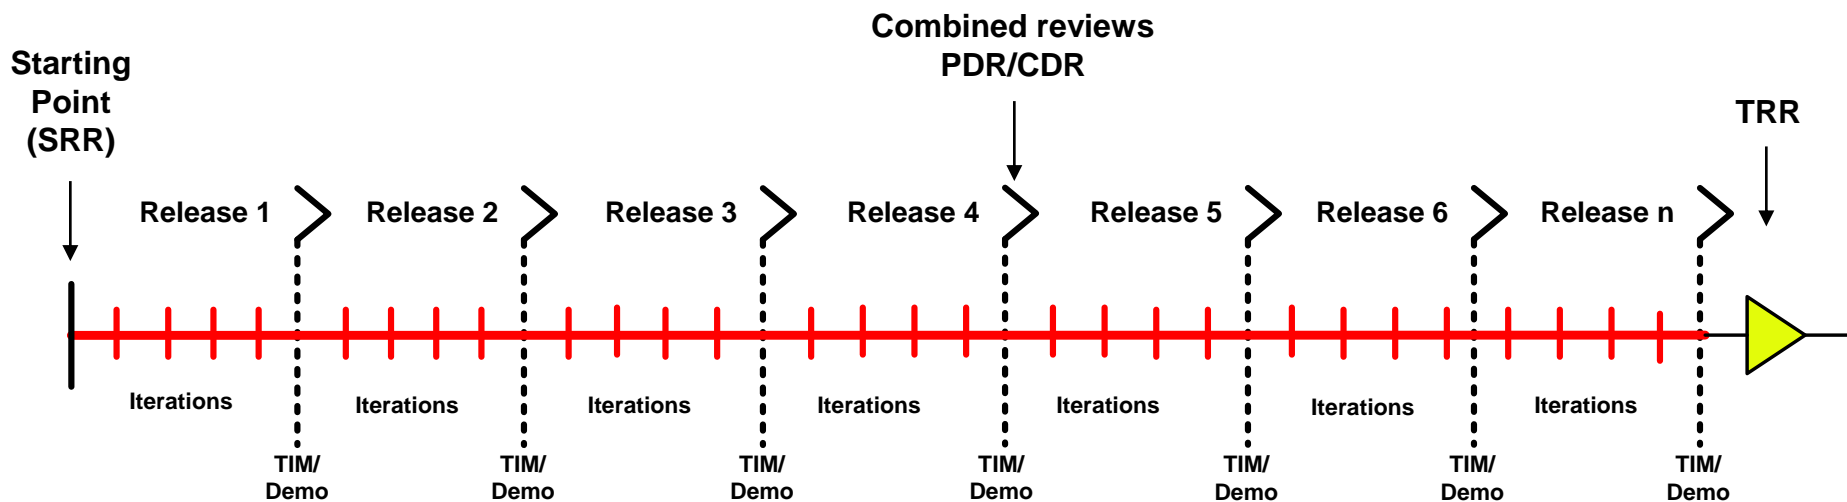 Combined reviews
PDR/CDR
Starting
Point
(SRR)
TRR
Release 1
Release 2
Release 3
Release 4
Release 5
Release 6
Release n
Iterations
Iterations
Iterations
Iterations
Iterations
Iterations
Iterations
TIM/
Demo
TIM/
Demo
TIM/
Demo
TIM/
Demo
TIM/
Demo
TIM/
Demo
TIM/
Demo